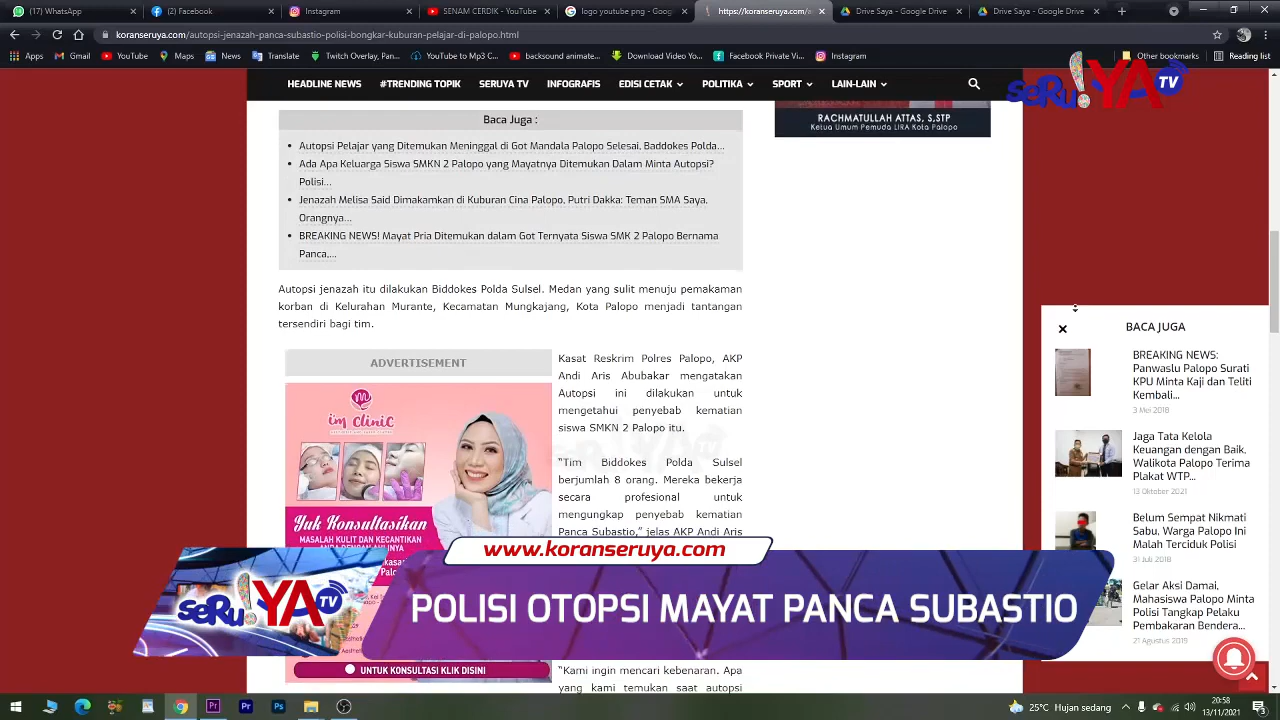 (1) WhatsApp
(2) Facebook
Instagram
SENAM CERDIK - YouTube
logo youtube png - Goog
https://koranseruya.com/a
Drive Saya - Google Drive
Drive Saya - Google Drive
koranseruya.com/autopsi-jenazah-panca-subastio-polisi-bongkar-kuburan-pelajar-di-palopo.html
Apps
Gmail
YouTube
Maps
News
Translate
Twitch Overlay, Fac...
YouTube to Mp3 C...
backsound animate...
Download Video Yo...
Facebook Private Vi...
Instagram
Other bookmarks
Reading list
HEADLINE NEWS
#TRENDING TOPIK
SERUYA TV
INFOGRAFIS
EDISI CETAK
POLITIKA
SPORT
LAIN-LAIN
seRu!YA TV
RACHMATULLAH ATTAS, S,STP
Ketua Umum Pemuda LIRA Kota Palopo
Baca Juga :
Autopsi Pelajar yang Ditemukan Meninggal di Got Mandala Palopo Selesai, Baddokes Polda...
Ada Apa Keluarga Siswa SMKN 2 Palopo yang Mayatnya Ditemukan Dalam Minta Autopsi?
Polisi...
Jenazah Melisa Said Dimakamkan di Kuburan Cina Palopo, Putri Dakka: Teman SMA Saya,
Orangnya...
BREAKING NEWS! Mayat Pria Ditemukan dalam Got Ternyata Siswa SMK 2 Palopo Bernama
Panca,...
Autopsi jenazah itu dilakukan Biddokes Polda Sulsel. Medan yang sulit menuju pemakaman
korban di Kelurahan Murante, Kecamatan Mungkajang, Kota Palopo menjadi tantangan
tersendiri bagi tim.
ADVERTISEMENT
im clinic
Yuk Konsultasikan
MASALAH KULIT DAN KECANTIKAN
UNTUK KONSULTASI KLIK DISINI
Kasat Reskrim Polres Palopo, AKP
Andi Aris Abubakar mengatakan
Autopsi ini dilakukan untuk
mengetahui penyebab kematian
siswa SMKN 2 Palopo itu.
"Tim Biddokes Polda Sulsel
berjumlah 8 orang. Mereka bekerja
secara profesional untuk
mengungkap penyebab kematian
Panca Subastio," jelas AKP Andi Aris
"Kami ingin mencari kebenaran. Apa
yang kami temukan saat autopsi
BACA JUGA
BREAKING NEWS:
Panwaslu Palopo Surati
KPU Minta Kaji dan Teliti
Kembali...
3 Mei 2018
Jaga Tata Kelola
Keuangan dengan Baik,
Walikota Palopo Terima
Plakat WTP...
13 Oktober 2021
Belum Sempat Nikmati
Sabu, Warga Palopo Ini
Malah Terciduk Polisi
31 Juli 2018
Gelar Aksi Damai,
Mahasiswa Palopo Minta
Polisi Tangkap Pelaku
Pembakaran Bendera...
21 Agustus 2019
www.koranseruya.com
seRu!YA TV
POLISI OTOPSI MAYAT PANCA SUBASTIO
25°C Hujan sedang
20:58
13/11/2021